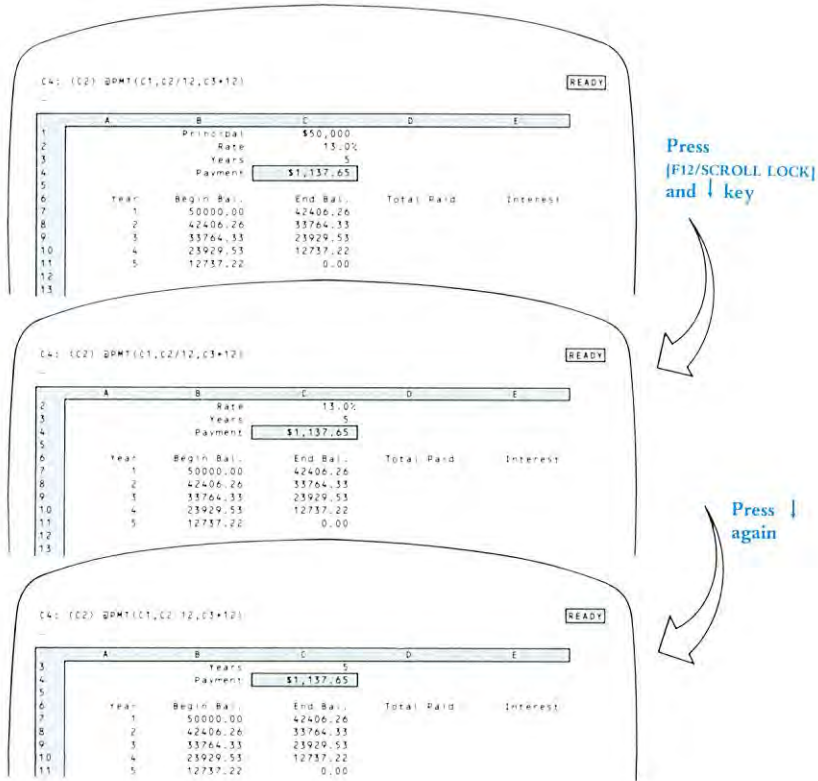 C4: (C2) @PMT(C1,C2/12,C3*12) READY
A B C D E
1 Principal $50,000
2 Rate 13.0%
3 Years 5
4 Payment $1,137.65
5
6 Year Begin Bal. End Bal. Total Paid Interest
7 1 50000.00 42406.26
8 2 42406.26 33764.33
9 3 33764.33 23929.53
10 4 23929.53 12737.22
11 5 12737.22 0.00
12
13
Press
[F12/SCROLL LOCK]
and ↓ key
C4: (C2) @PMT(C1,C2/12,C3*12) READY
A B C D E
2 Rate 13.0%
3 Years 5
4 Payment $1,137.65
5
6 Year Begin Bal. End Bal. Total Paid Interest
7 1 50000.00 42406.26
8 2 42406.26 33764.33
9 3 33764.33 23929.53
10 4 23929.53 12737.22
11 5 12737.22 0.00
12
13
Press ↓
again
C4: (C2) @PMT(C1,C2/12,C3*12) READY
A B C D E
3 Years 5
4 Payment $1,137.65
5
6 Year Begin Bal. End Bal. Total Paid Interest
7 1 50000.00 42406.26
8 2 42406.26 33764.33
9 3 33764.33 23929.53
10 4 23929.53 12737.22
11 5 12737.22 0.00